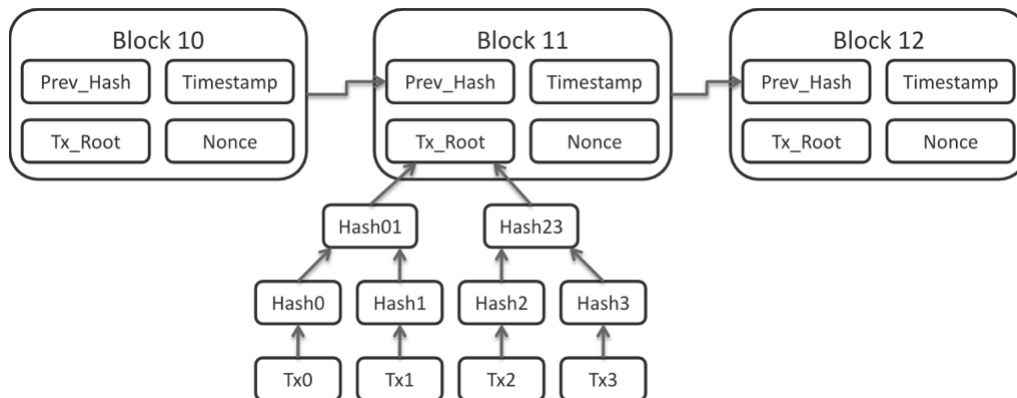 Block 10
Block 11
Block 12
Prev_Hash
Timestamp
Prev_Hash
Timestamp
Prev_Hash
Timestamp
Tx_Root
Nonce
Tx_Root
Nonce
Tx_Root
Nonce
Hash01
Hash23
Hash0
Hash1
Hash2
Hash3
Tx0
Tx1
Tx2
Tx3